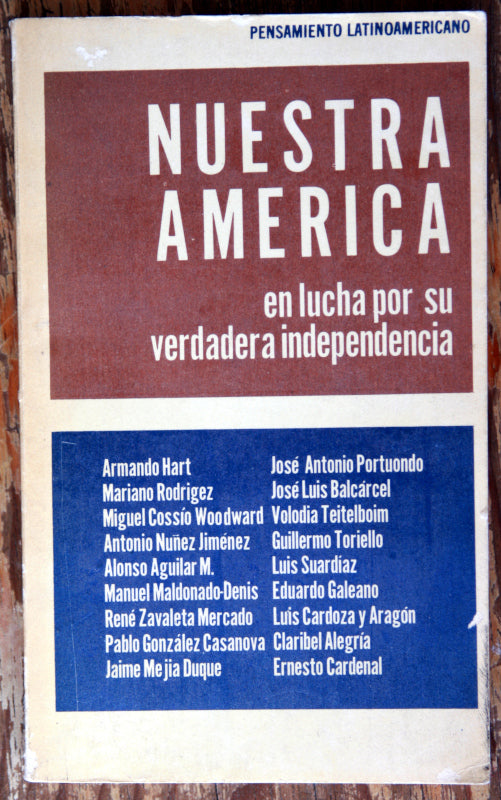 PENSAMIENTO LATINOAMERICANO
NUESTRA
AMERICA
en lucha por su
verdadera independencia
Armando Hart
Mariano Rodrigez
Miguel Cossío Woodward
Antonio Nuñez Jiménez
Alonso Aguilar M.
Manuel Maldonado-Denis
René Zavaleta Mercado
Pablo González Casanova
Jaime Mejia Duque
José Antonio Portuondo
José Luis Balcárcel
Volodia Teitelboim
Guillermo Toriello
Luis Suardiaz
Eduardo Galeano
Luis Cardoza y Aragón
Claribel Alegría
Ernesto Cardenal